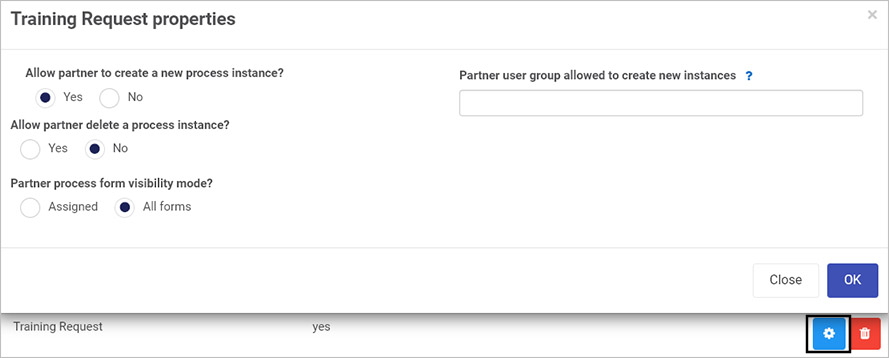 Training Request properties
×
Allow partner to create a new process instance?
Yes No
Partner user group allowed to create new instances ?
Allow partner delete a process instance?
Yes No
Partner process form visibility mode?
Assigned All forms
Close OK
Training Request yes